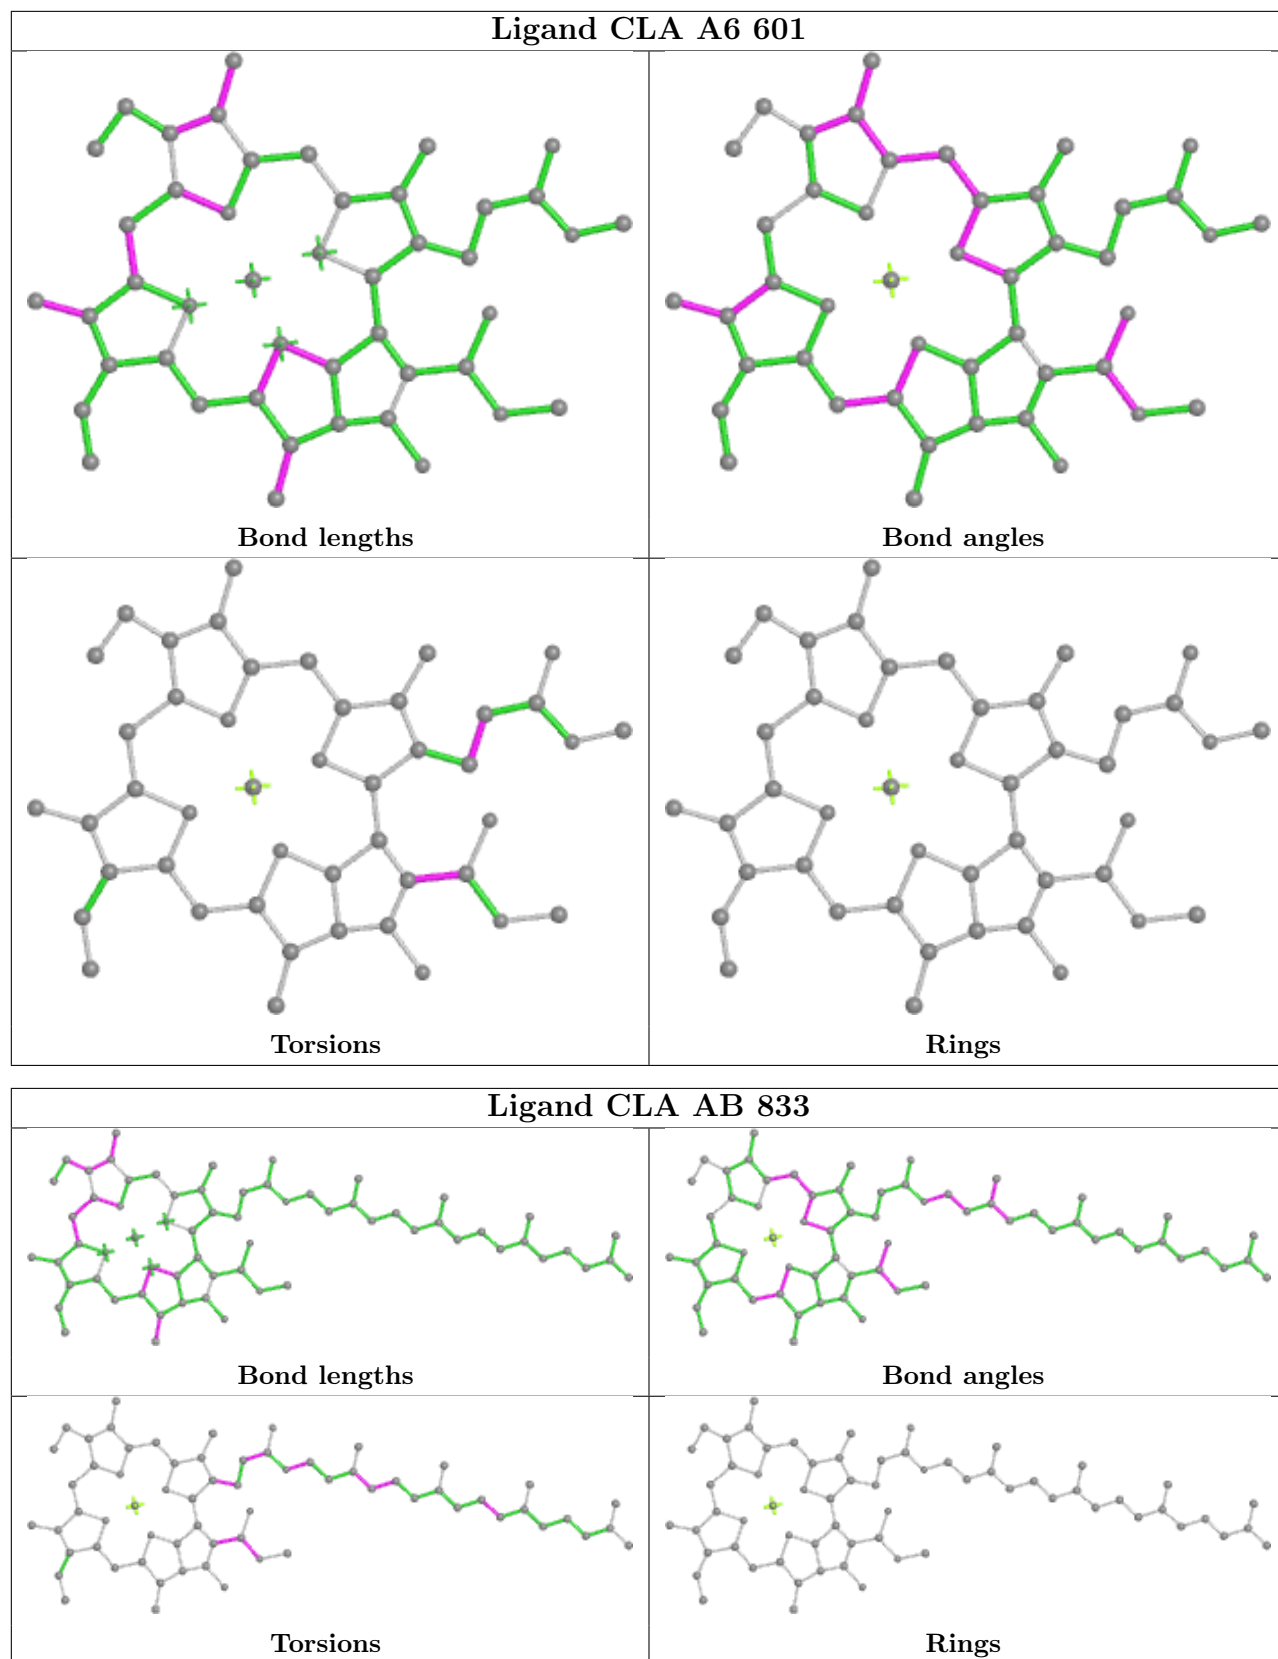 Ligand CLA A6 601
Bond lengths
Bond angles
Torsions
Rings
Ligand CLA AB 833
Bond lengths
Bond angles
Torsions
Rings